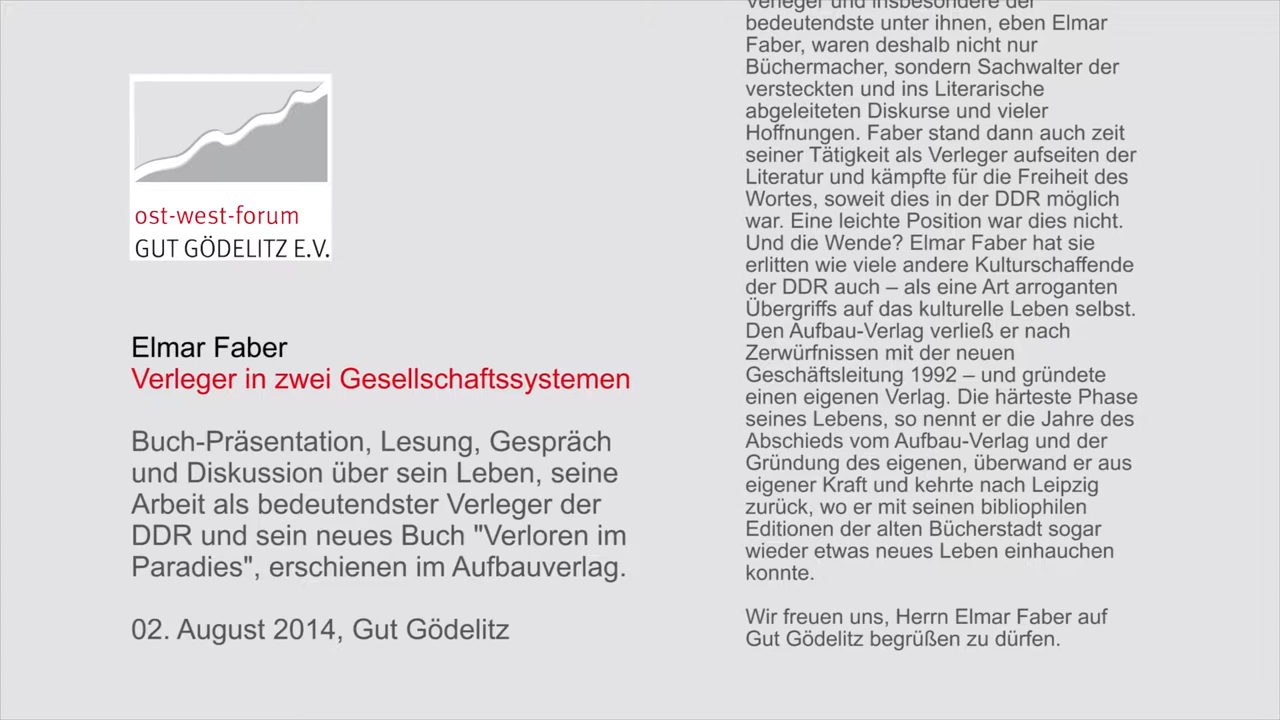 ost-west-forum
GUT GÖDELITZ E.V.
Elmar Faber
Verleger in zwei Gesellschaftssystemen
Buch-Präsentation, Lesung, Gespräch
und Diskussion über sein Leben, seine
Arbeit als bedeutendster Verleger der
DDR und sein neues Buch "Verloren im
Paradies", erschienen im Aufbauverlag.
02. August 2014, Gut Gödelitz
Verleger und insbesondere der
bedeutendste unter ihnen, eben Elmar
Faber, waren deshalb nicht nur
Büchermacher, sondern Sachwalter der
versteckten und ins Literarische
abgeleiteten Diskurse und vieler
Hoffnungen. Faber stand dann auch zeit
seiner Tätigkeit als Verleger aufseiten der
Literatur und kämpfte für die Freiheit des
Wortes, soweit dies in der DDR möglich
war. Eine leichte Position war dies nicht.
Und die Wende? Elmar Faber hat sie
erlitten wie viele andere Kulturschaffende
der DDR auch – als eine Art arroganten
Übergriffs auf das kulturelle Leben selbst.
Den Aufbau-Verlag verließ er nach
Zerwürfnissen mit der neuen
Geschäftsleitung 1992 – und gründete
einen eigenen Verlag. Die härteste Phase
seines Lebens, so nennt er die Jahre des
Abschieds vom Aufbau-Verlag und der
Gründung des eigenen, überwand er aus
eigener Kraft und kehrte nach Leipzig
zurück, wo er mit seinen bibliophilen
Editionen der alten Bücherstadt sogar
wieder etwas neues Leben einhauchen
konnte.
Wir freuen uns, Herrn Elmar Faber auf
Gut Gödelitz begrüßen zu dürfen.